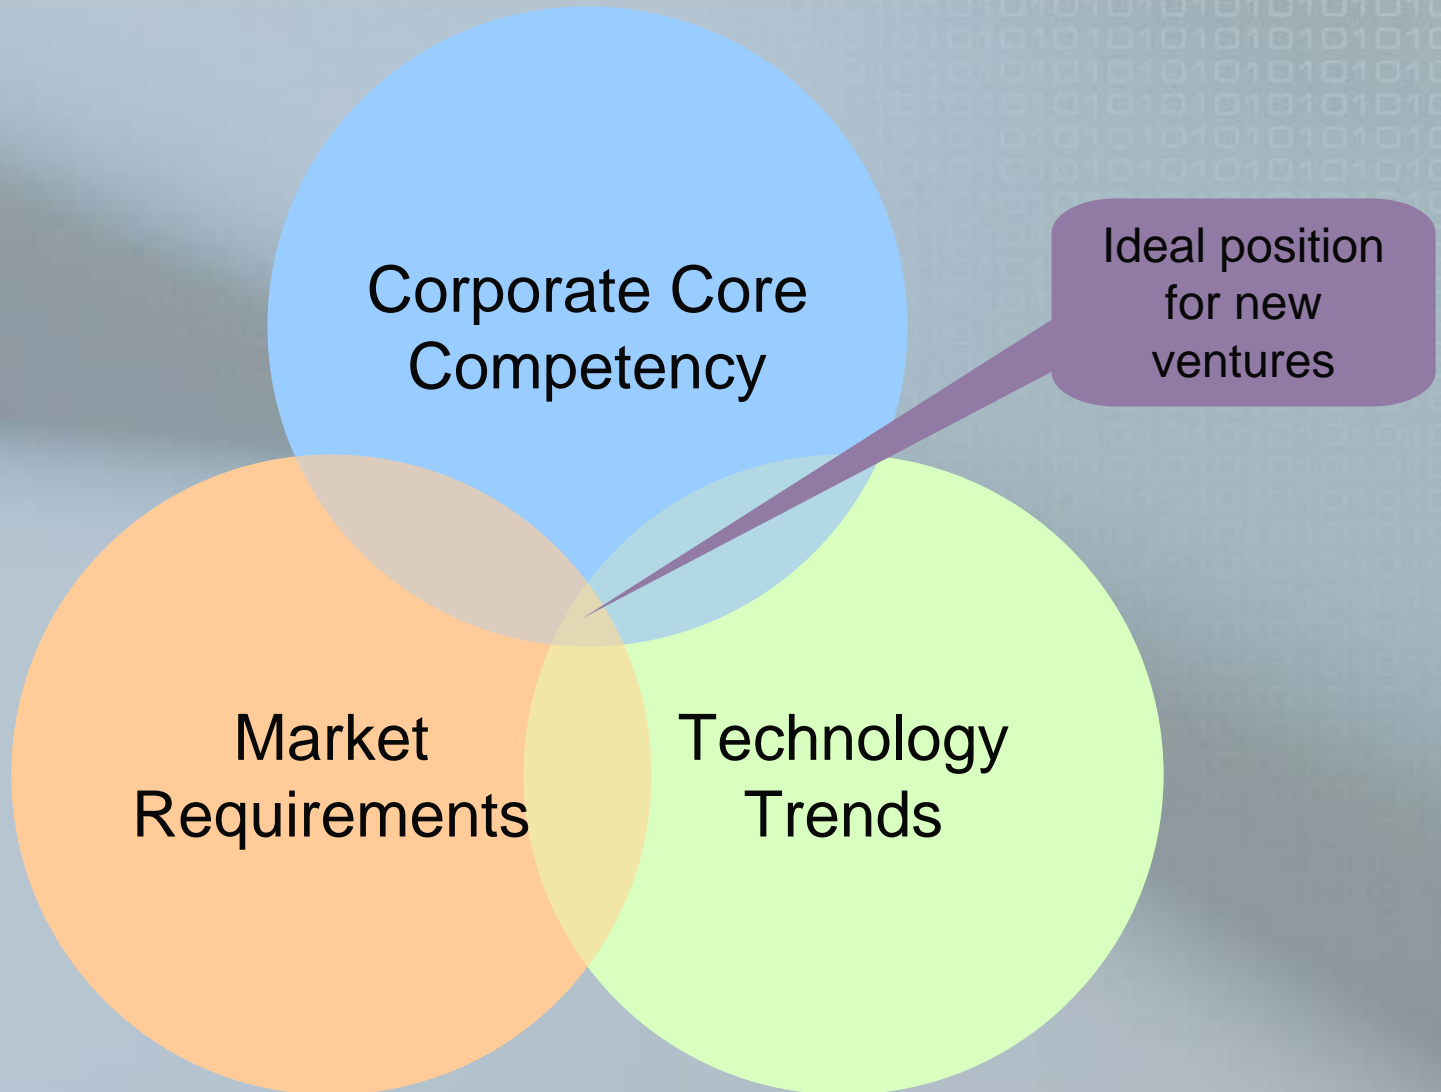 Corporate Core
Competency
Ideal position
for new
ventures
Market
Requirements
Technology
Trends